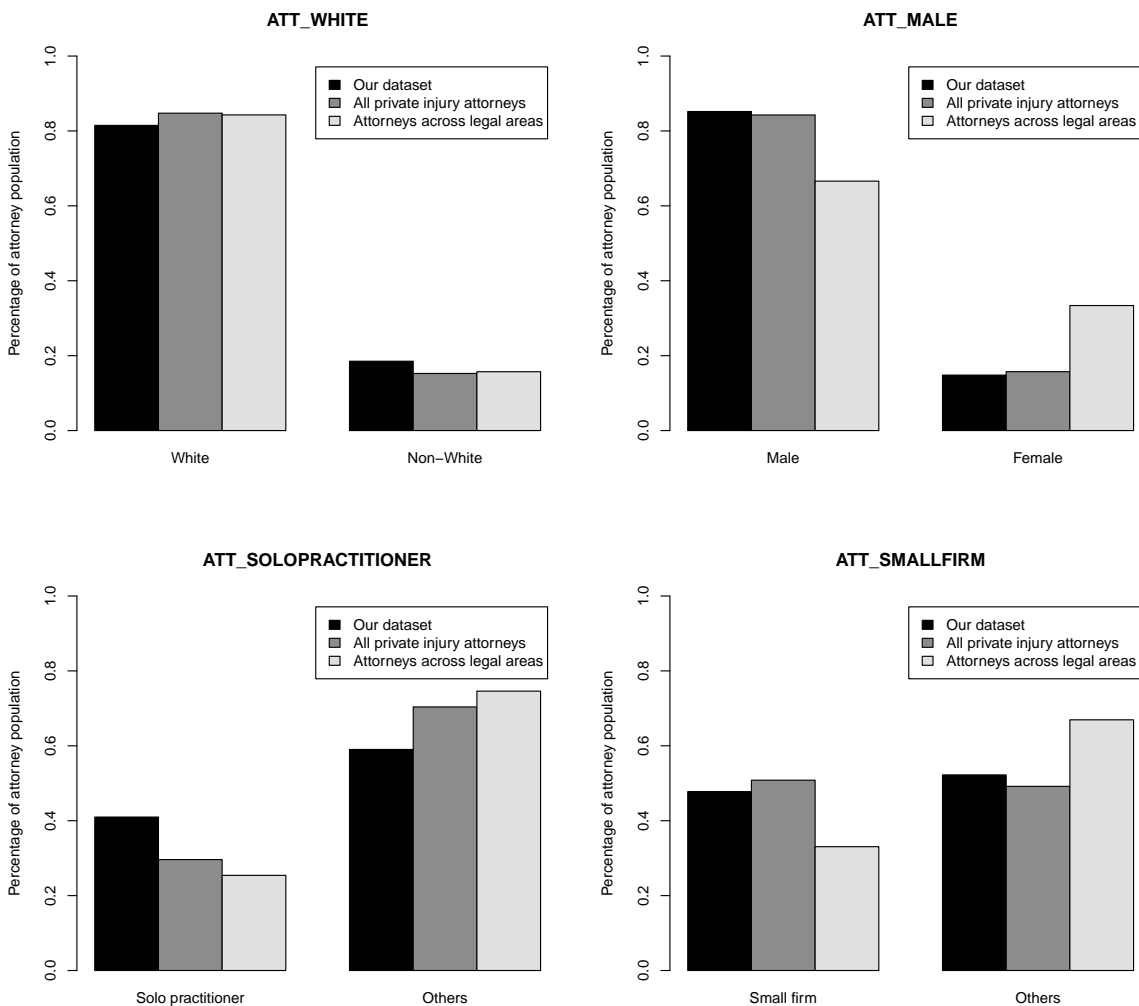 ATT_WHITE
Percentage of attorney population
0.0 0.2 0.4 0.6 0.8 1.0
Our dataset
All private injury attorneys
Attorneys across legal areas
White Non−White
ATT_MALE
Percentage of attorney population
0.0 0.2 0.4 0.6 0.8 1.0
Our dataset
All private injury attorneys
Attorneys across legal areas
Male Female
ATT_SOLOPRACTITIONER
Percentage of attorney population
0.0 0.2 0.4 0.6 0.8 1.0
Our dataset
All private injury attorneys
Attorneys across legal areas
Solo practitioner Others
ATT_SMALLFIRM
Percentage of attorney population
0.0 0.2 0.4 0.6 0.8 1.0
Our dataset
All private injury attorneys
Attorneys across legal areas
Small firm Others